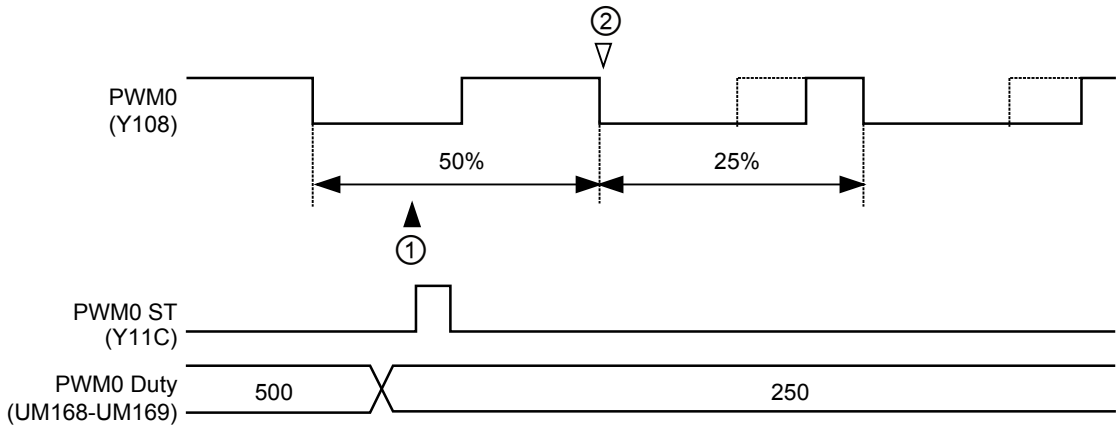 ②
PWM0
(Y108)
50%
25%
①
PWM0 ST
(Y11C)
PWM0 Duty
(UM168-UM169)
500
250